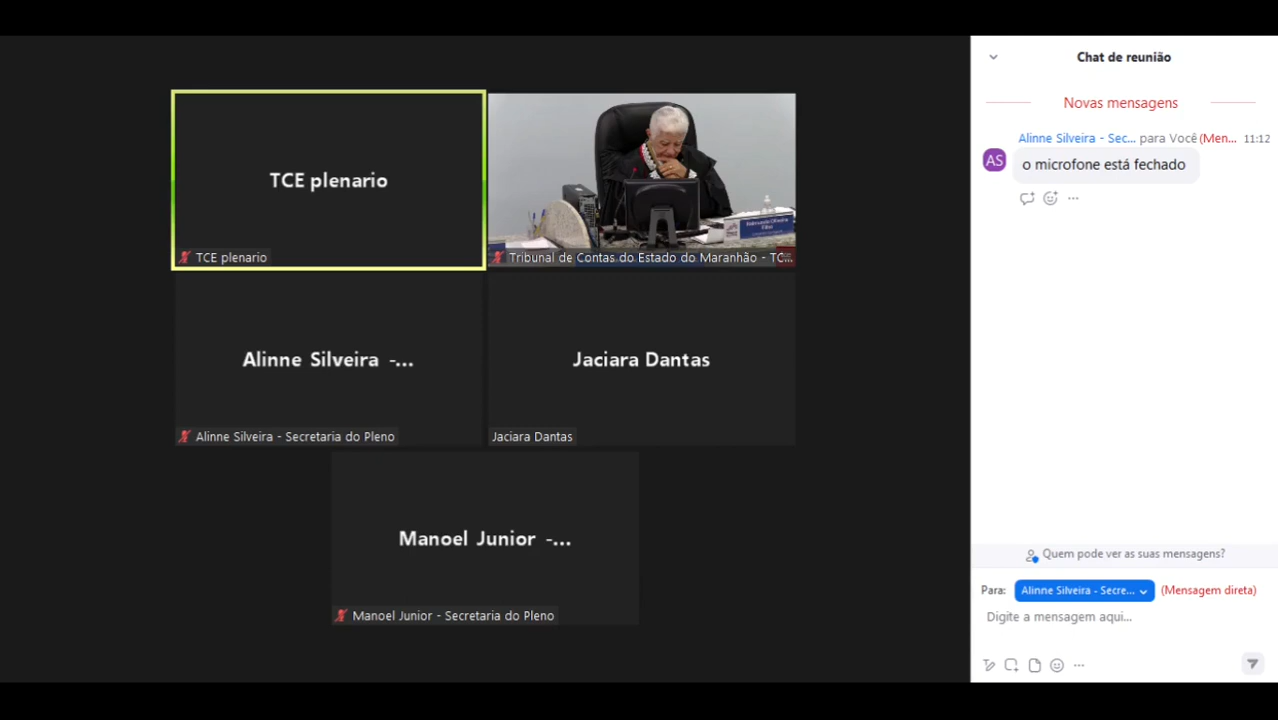 TCE plenario
TCE plenario
Raimundo Oliveira
Filho
Tribunal de Contas do Estado do Maranhão - TC...
Alinne Silveira -...
Alinne Silveira - Secretaria do Pleno
Jaciara Dantas
Jaciara Dantas
Manoel Junior -...
Manoel Junior - Secretaria do Pleno
Chat de reunião
Novas mensagens
Alinne Silveira - Sec... para Você (Men... 11:12
AS
o microfone está fechado
...
Quem pode ver as suas mensagens?
Para: Alinne Silveira - Secre... (Mensagem direta)
Digite a mensagem aqui...
...